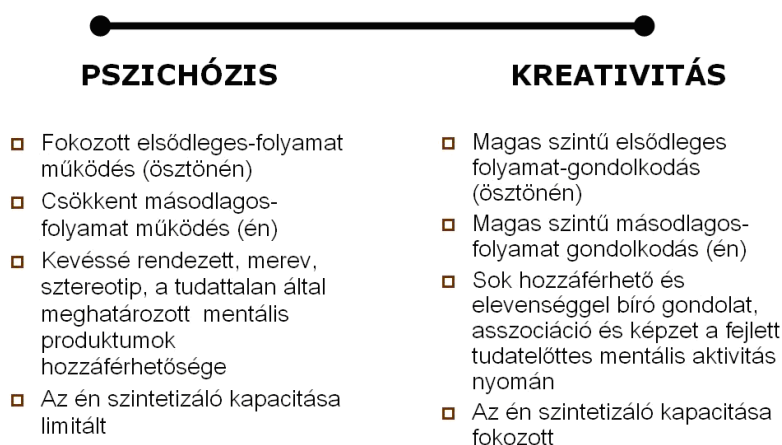 PSZICHÓZIS
Fokozott elsődleges-folyamat
működés (ösztönén)
Csökkent másodlagos-
folyamat működés (én)
Kevéssé rendezett, merev,
sztereotip, a tudattalan által
meghatározott mentális
produktumok
hozzáférhetősége
Az én szintetizáló kapacitása
limitált
KREATIVITÁS
Magas szintű elsődleges
folyamat-gondolkodás
(ösztönén)
Magas szintű másodlagos-
folyamat gondolkodás (én)
Sok hozzáférhető és
elevenséggel bíró gondolat,
asszociáció és képzet a fejlett
tudatelőttes mentális aktivitás
nyomán
Az én szintetizáló kapacitása
fokozott